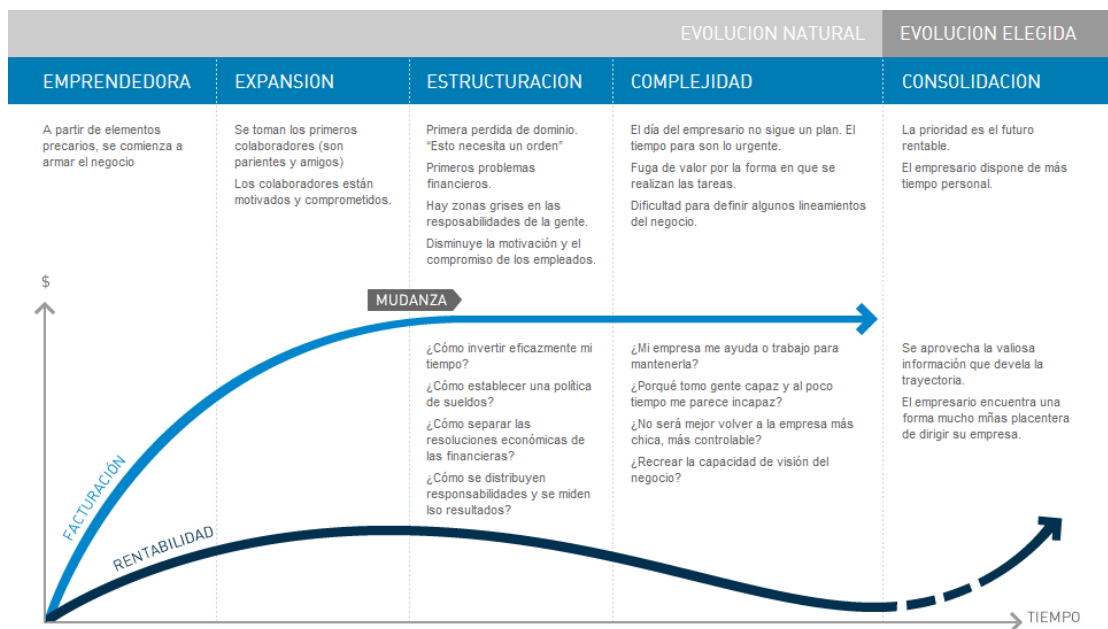 EVOLUCION NATURAL
EVOLUCION ELEGIDA
EMPRENDEDORA
EXPANSION
ESTRUCTURACION
COMPLEJIDAD
CONSOLIDACION
A partir de elementos
precarios, se comienza a
armar el negocio
Se toman los primeros
colaboradores (son
parientes y amigos)
Los colaboradores están
motivados y comprometidos.
Primera perdida de dominio.
“Esto necesita un orden”
Primeros problemas
financieros.
Hay zonas grises en las
resposabilidades de la gente.
Disminuye la motivación y el
compromiso de los empleados.
El día del empresario no sigue un plan. El
tiempo para son lo urgente.
Fuga de valor por la forma en que se
realizan las tareas.
Dificultad para definir algunos lineamientos
del negocio.
La prioridad es el futuro
rentable.
El empresario dispone de más
tiempo personal.
$
MUDANZA
¿Cómo invertir eficazmente mi
tiempo?
¿Cómo establecer una política
de sueldos?
¿Cómo separar las
resoluciones económicas de
las financieras?
¿Cómo se distribuyen
responsabilidades y se miden
lso resultados?
¿Mi empresa me ayuda o trabajo para
mantenerla?
¿Porqué tomo gente capaz y al poco
tiempo me parece incapaz?
¿No será mejor volver a la empresa más
chica, más controlable?
¿Recrear la capacidad de visión del
negocio?
Se aprovecha la valiosa
información que devela la
trayectoria.
El empresario encuentra una
forma mucho mñas placentera
de dirigir su empresa.
FACTURACIÓN
RENTABILIDAD
TIEMPO